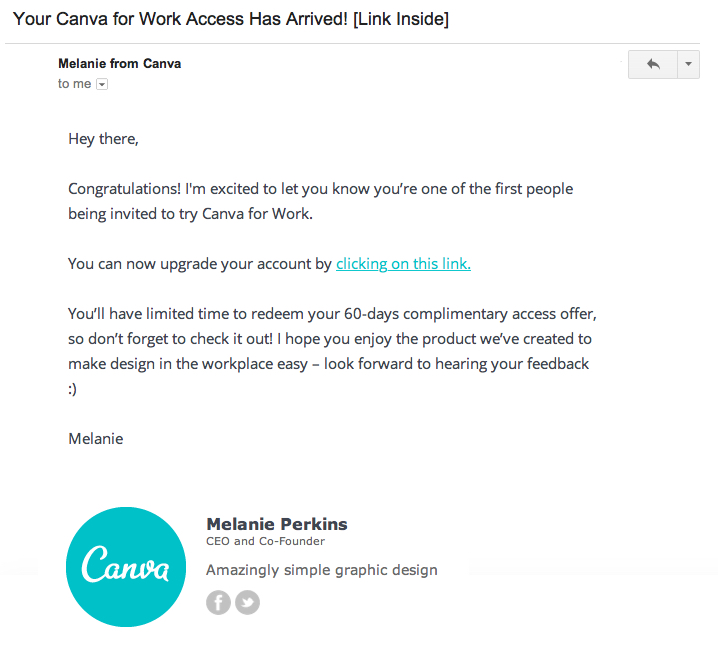 Your Canva for Work Access Has Arrived! [Link Inside]
Melanie from Canva
to me
Hey there,
Congratulations! I'm excited to let you know you’re one of the first people
being invited to try Canva for Work.
You can now upgrade your account by clicking on this link.
You’ll have limited time to redeem your 60-days complimentary access offer,
so don’t forget to check it out! I hope you enjoy the product we’ve created to
make design in the workplace easy – look forward to hearing your feedback
:)
Melanie
Canva
Melanie Perkins
CEO and Co-Founder
Amazingly simple graphic design